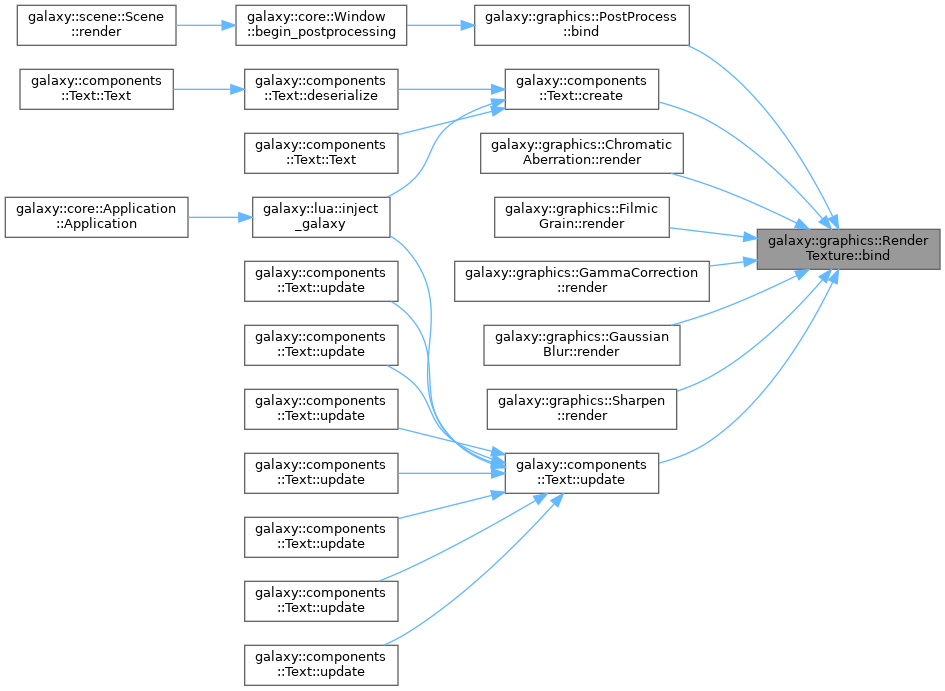 galaxy::scene::Scene
::render
galaxy::core::Window
::begin_postprocessing
galaxy::graphics::PostProcess
::bind
galaxy::components
::Text::Text
galaxy::components
::Text::deserialize
galaxy::components
::Text::create
galaxy::components
::Text::Text
galaxy::graphics::Chromatic
Aberration::render
galaxy::core::Application
::Application
galaxy::lua::inject
_galaxy
galaxy::graphics::Filmic
Grain::render
galaxy::graphics::Render
Texture::bind
galaxy::components
::Text::update
galaxy::graphics::GammaCorrection
::render
galaxy::components
::Text::update
galaxy::graphics::Gaussian
Blur::render
galaxy::components
::Text::update
galaxy::graphics::Sharpen
::render
galaxy::components
::Text::update
galaxy::components
::Text::update
galaxy::components
::Text::update
galaxy::components
::Text::update
galaxy::components
::Text::update